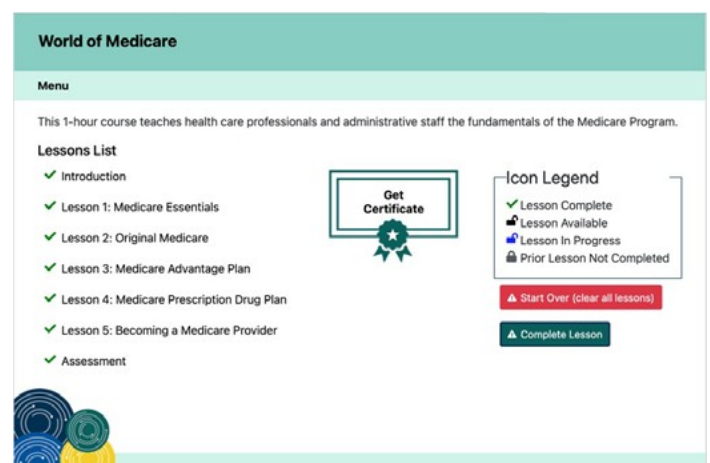 World of Medicare
Menu
This 1-hour course teaches health care professionals and administrative staff the fundamentals of the Medicare Program.
Lessons List
Introduction
Lesson 1: Medicare Essentials
Lesson 2: Original Medicare
Lesson 3: Medicare Advantage Plan
Lesson 4: Medicare Prescription Drug Plan
Lesson 5: Becoming a Medicare Provider
Assessment
Get
Certificate
Icon Legend
Lesson Complete
Lesson Available
Lesson In Progress
Prior Lesson Not Completed
Start Over (clear all lessons)
Complete Lesson